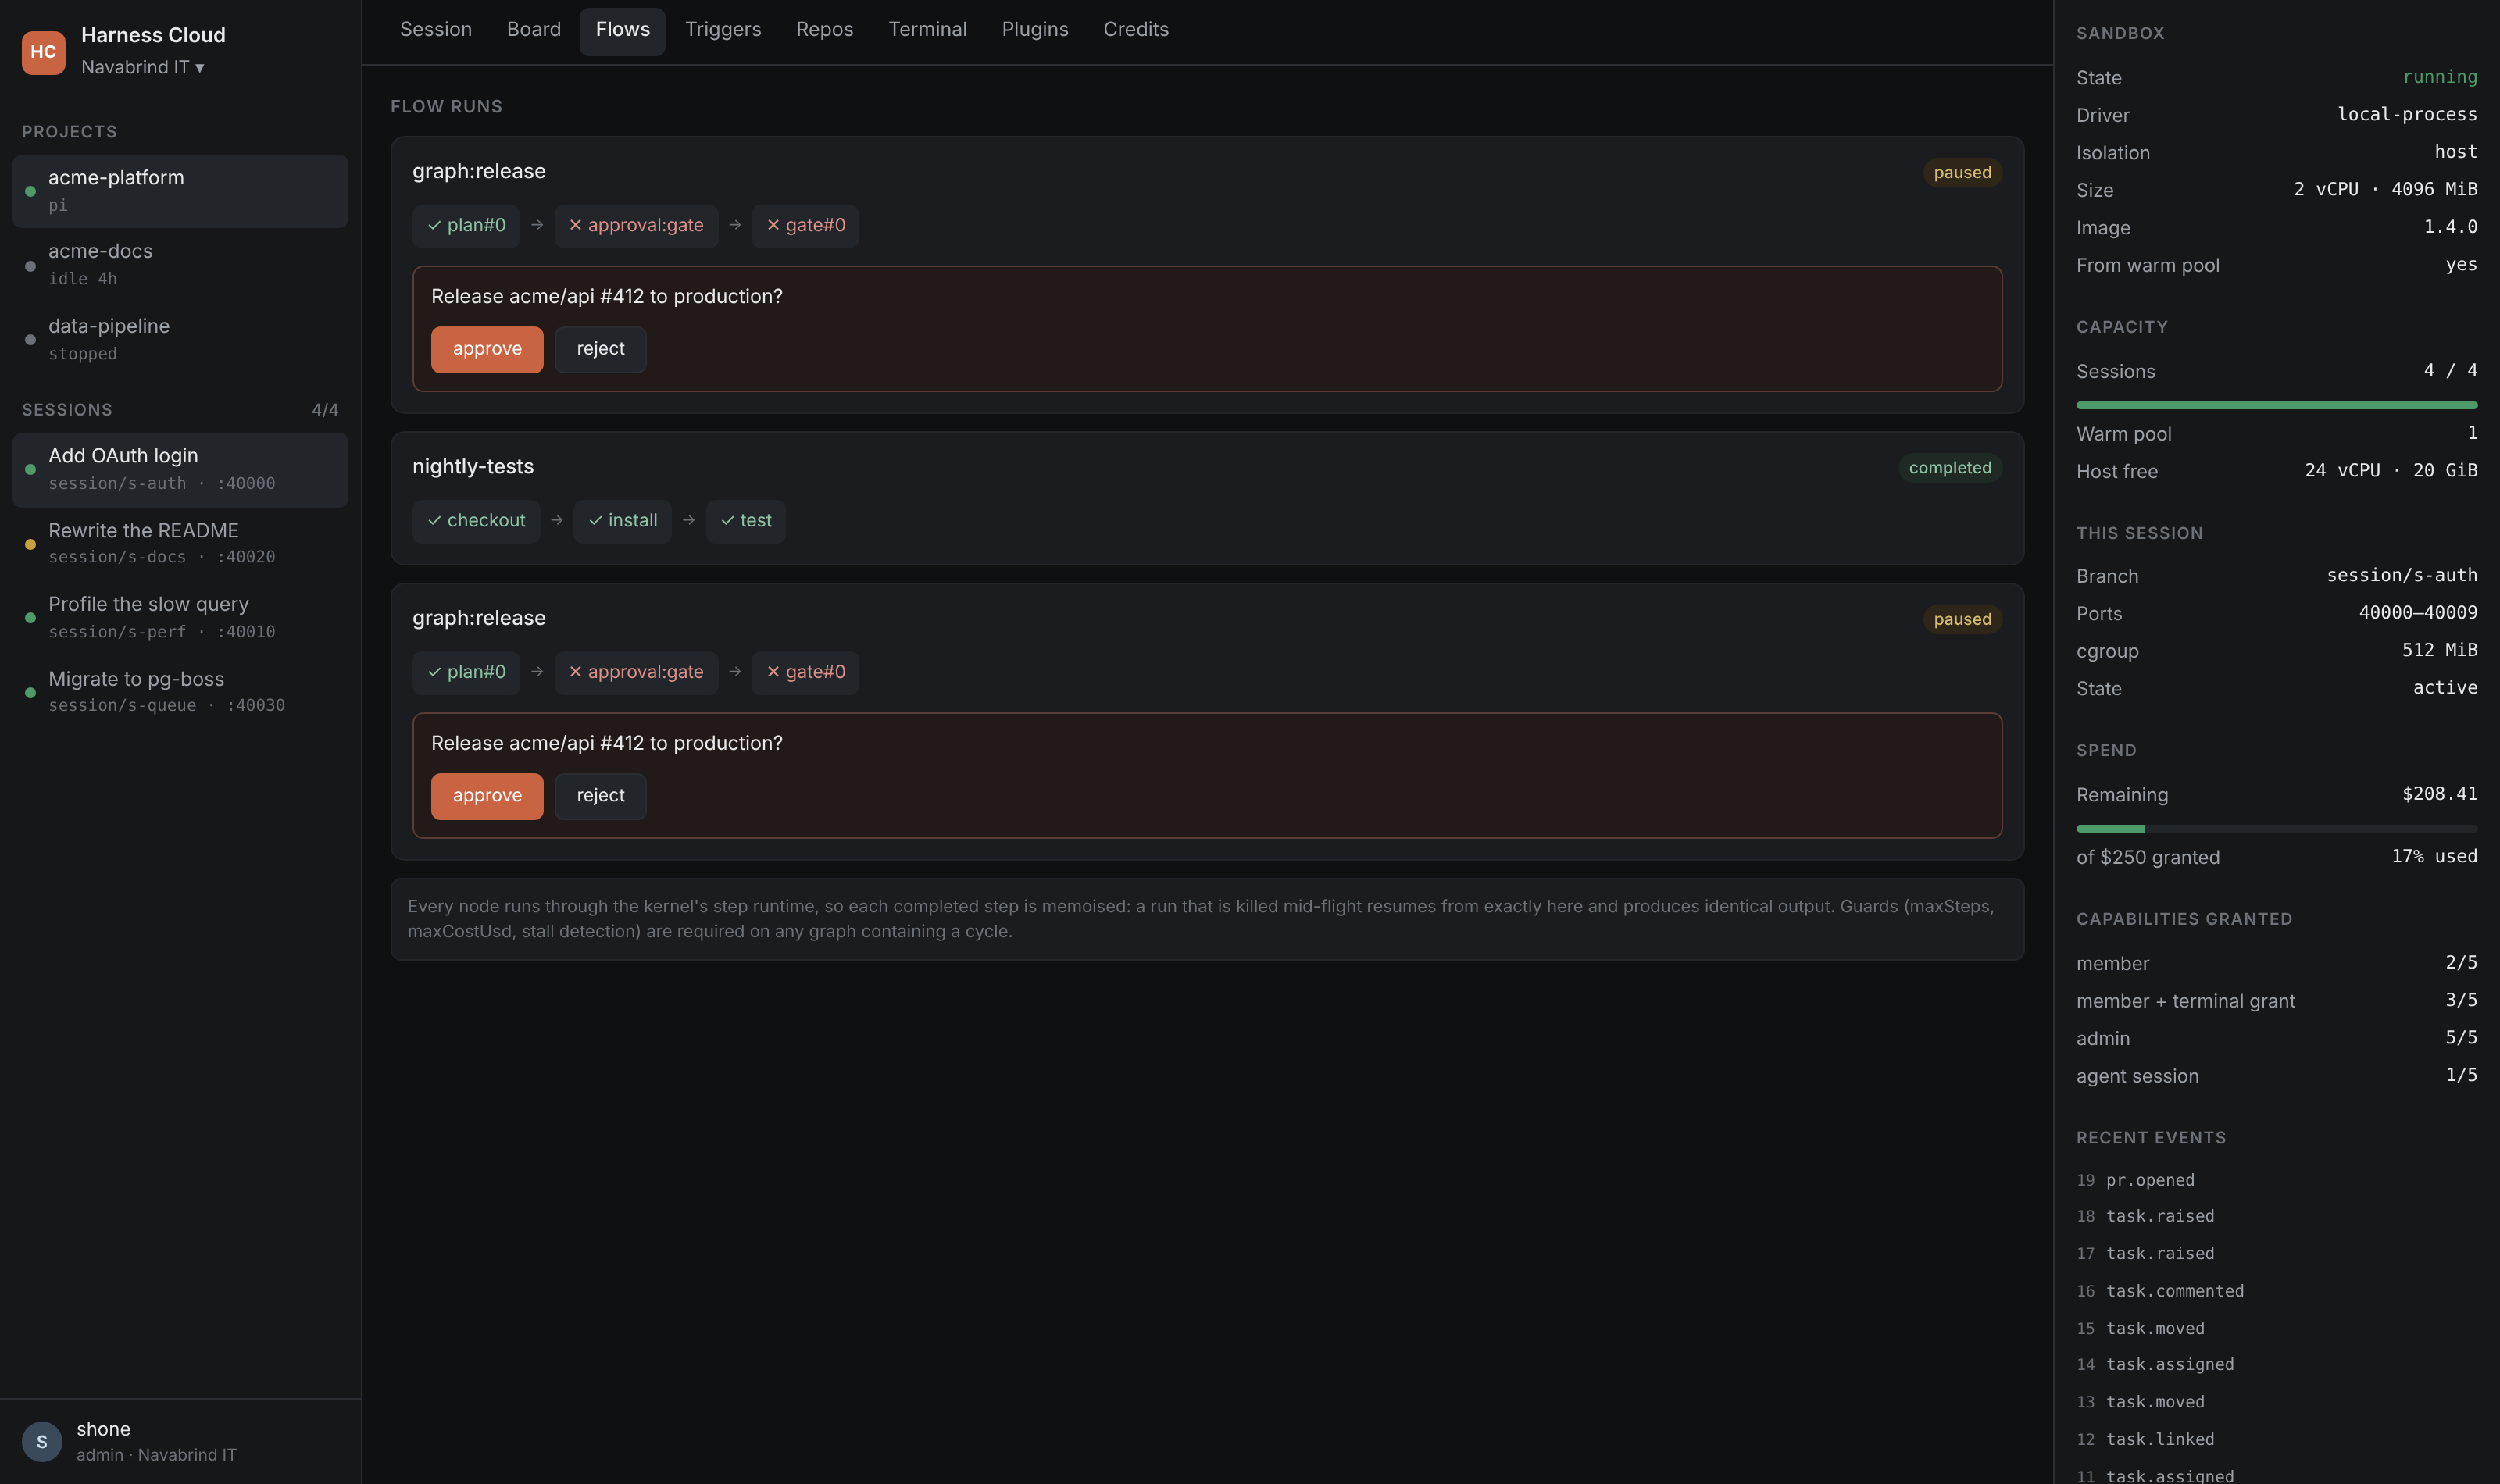 HC
Harness Cloud
Navabrind IT ▾
PROJECTS
acme-platform
pi
acme-docs
idle 4h
data-pipeline
stopped
SESSIONS 4/4
Add OAuth login
session/s-auth · :40000
Rewrite the README
session/s-docs · :40020
Profile the slow query
session/s-perf · :40010
Migrate to pg-boss
session/s-queue · :40030
S
shone
admin · Navabrind IT
Session Board Flows Triggers Repos Terminal Plugins Credits
FLOW RUNS
graph:release paused
✓ plan#0 → ✕ approval:gate → ✕ gate#0
Release acme/api #412 to production?
approve reject
nightly-tests completed
✓ checkout → ✓ install → ✓ test
graph:release paused
✓ plan#0 → ✕ approval:gate → ✕ gate#0
Release acme/api #412 to production?
approve reject
Every node runs through the kernel's step runtime, so each completed step is memoised: a run that is killed mid-flight resumes from exactly here and produces identical output. Guards (maxSteps,
maxCostUsd, stall detection) are required on any graph containing a cycle.
SANDBOX
State running
Driver local-process
Isolation host
Size 2 vCPU · 4096 MiB
Image 1.4.0
From warm pool yes
CAPACITY
Sessions 4 / 4
Warm pool 1
Host free 24 vCPU · 20 GiB
THIS SESSION
Branch session/s-auth
Ports 40000–40009
cgroup 512 MiB
State active
SPEND
Remaining $208.41
of $250 granted 17% used
CAPABILITIES GRANTED
member 2/5
member + terminal grant 3/5
admin 5/5
agent session 1/5
RECENT EVENTS
19 pr.opened
18 task.raised
17 task.raised
16 task.commented
15 task.moved
14 task.assigned
13 task.moved
12 task.linked
11 task.assigned